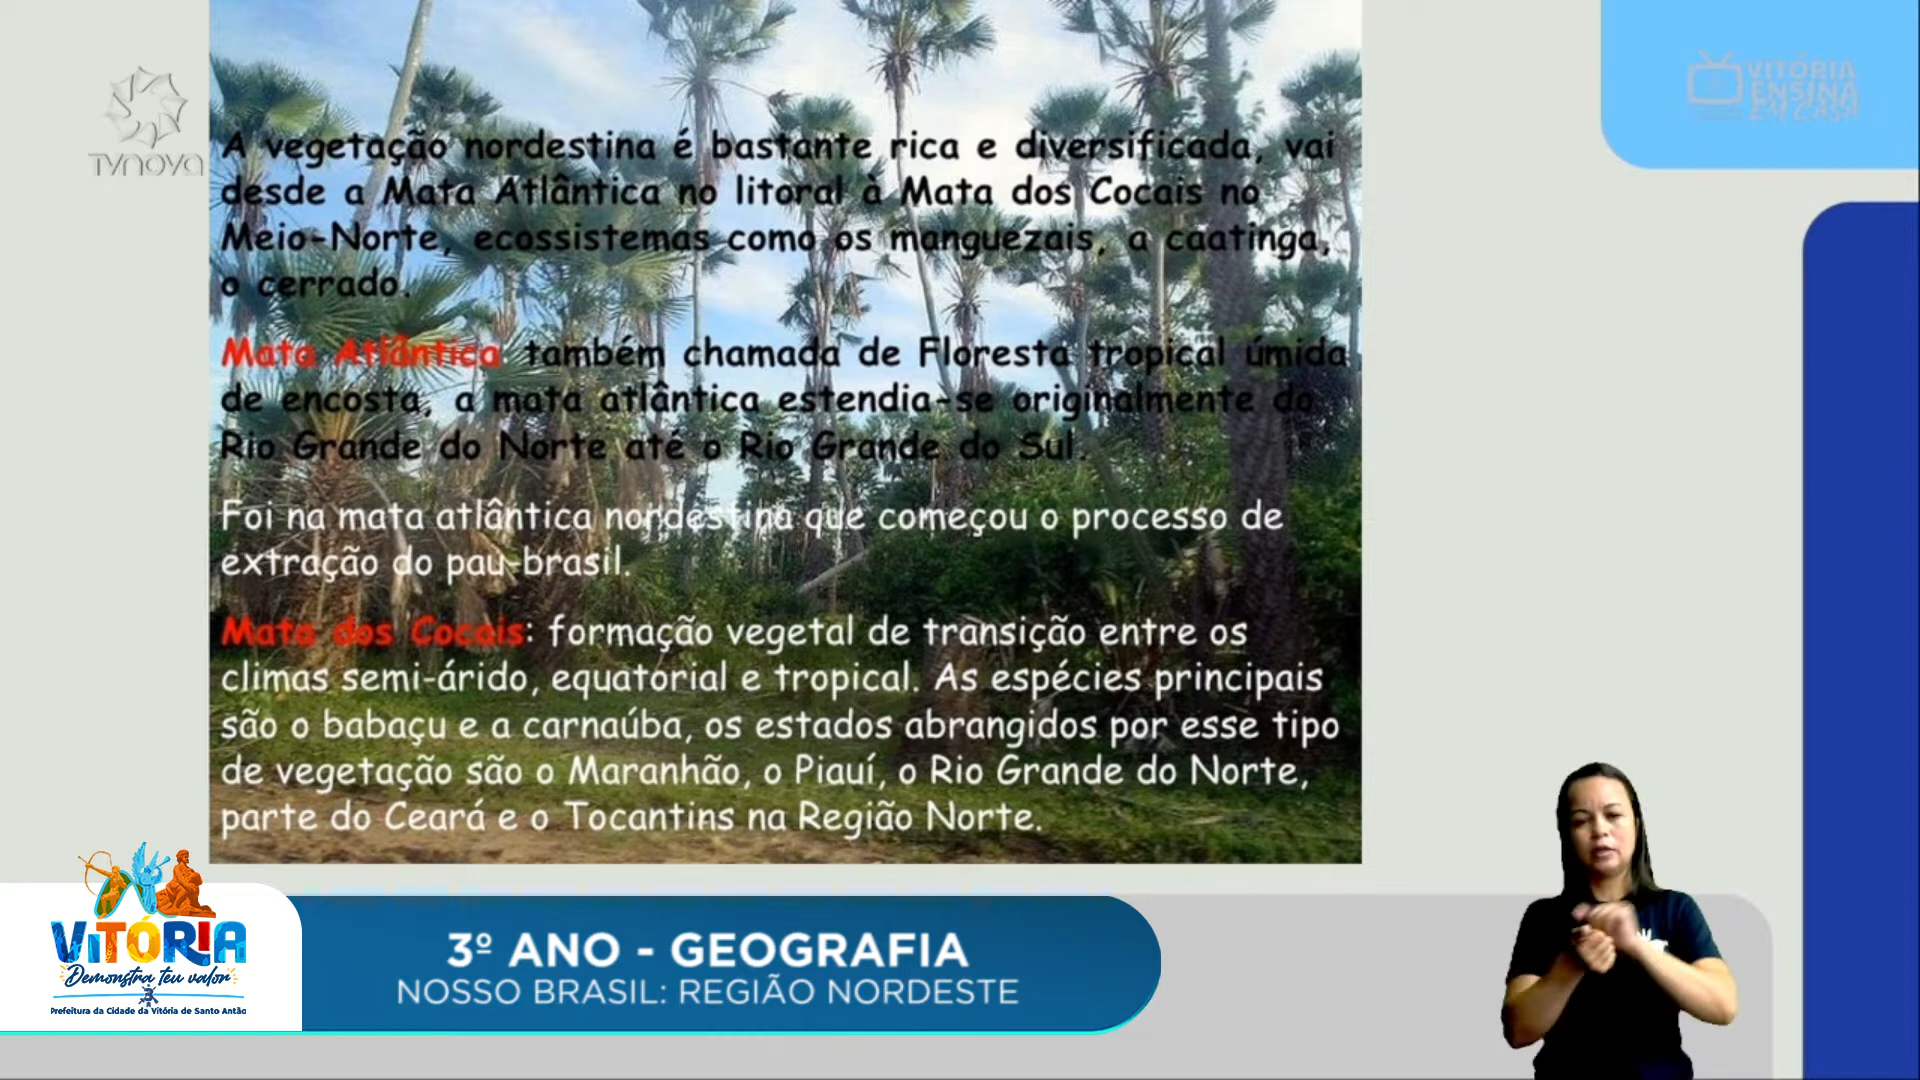 VITÓRIA
ENSINA
EM CASA
TVNOVA
A vegetação nordestina é bastante rica e diversificada, vai
desde a Mata Atlântica no litoral à Mata dos Cocais no
Meio-Norte, ecossistemas como os manguezais, a caatinga,
o cerrado.
Mata Atlântica: também chamada de Floresta tropical úmida
de encosta, a mata atlântica estendia-se originalmente do
Rio Grande do Norte até o Rio Grande do Sul.
Foi na mata atlântica nordestina que começou o processo de
extração do pau-brasil.
Mata dos Cocais: formação vegetal de transição entre os
climas semi-árido, equatorial e tropical. As espécies principais
são o babaçu e a carnaúba, os estados abrangidos por esse tipo
de vegetação são o Maranhão, o Piauí, o Rio Grande do Norte,
parte do Ceará e o Tocantins na Região Norte.
VITÓRIA
Demonstra teu valor
Prefeitura da Cidade da Vitória de Santo Antão
3º ANO - GEOGRAFIA
NOSSO BRASIL: REGIÃO NORDESTE